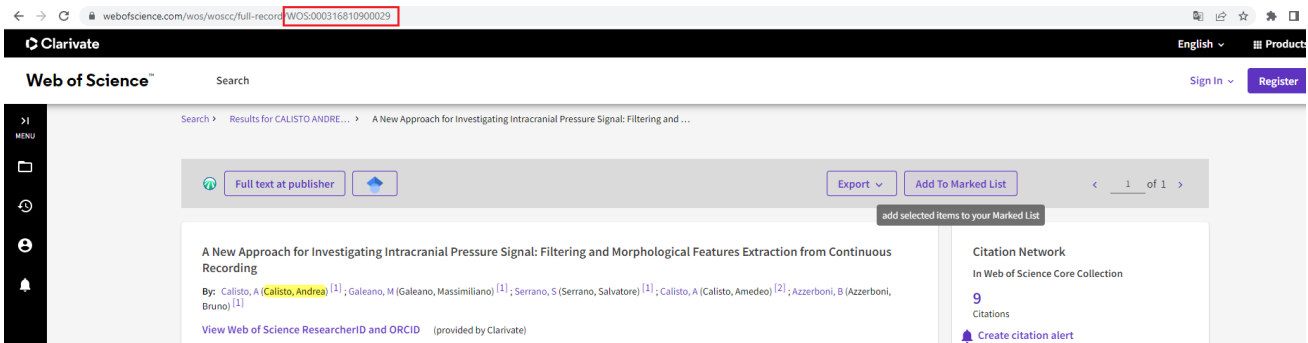 webofscience.com/wos/woscc/full-record/WOS:000316810900029
Clarivate
English
Products
Web of Science™
Search
Sign In
Register
MENU
Search > Results for CALISTO ANDRE... > A New Approach for Investigating Intracranial Pressure Signal: Filtering and ...
Full text at publisher
Export
Add To Marked List
< 1 of 1 >
add selected items to your Marked List
A New Approach for Investigating Intracranial Pressure Signal: Filtering and Morphological Features Extraction from Continuous
Recording
By: Calisto, A (Calisto, Andrea) [1] ; Galeano, M (Galeano, Massimiliano) [1] ; Serrano, S (Serrano, Salvatore) [1] ; Calisto, A (Calisto, Amedeo) [2] ; Azzerboni, B (Azzerboni,
Bruno) [1]
View Web of Science ResearcherID and ORCID (provided by Clarivate)
Citation Network
In Web of Science Core Collection
9
Citations
Create citation alert